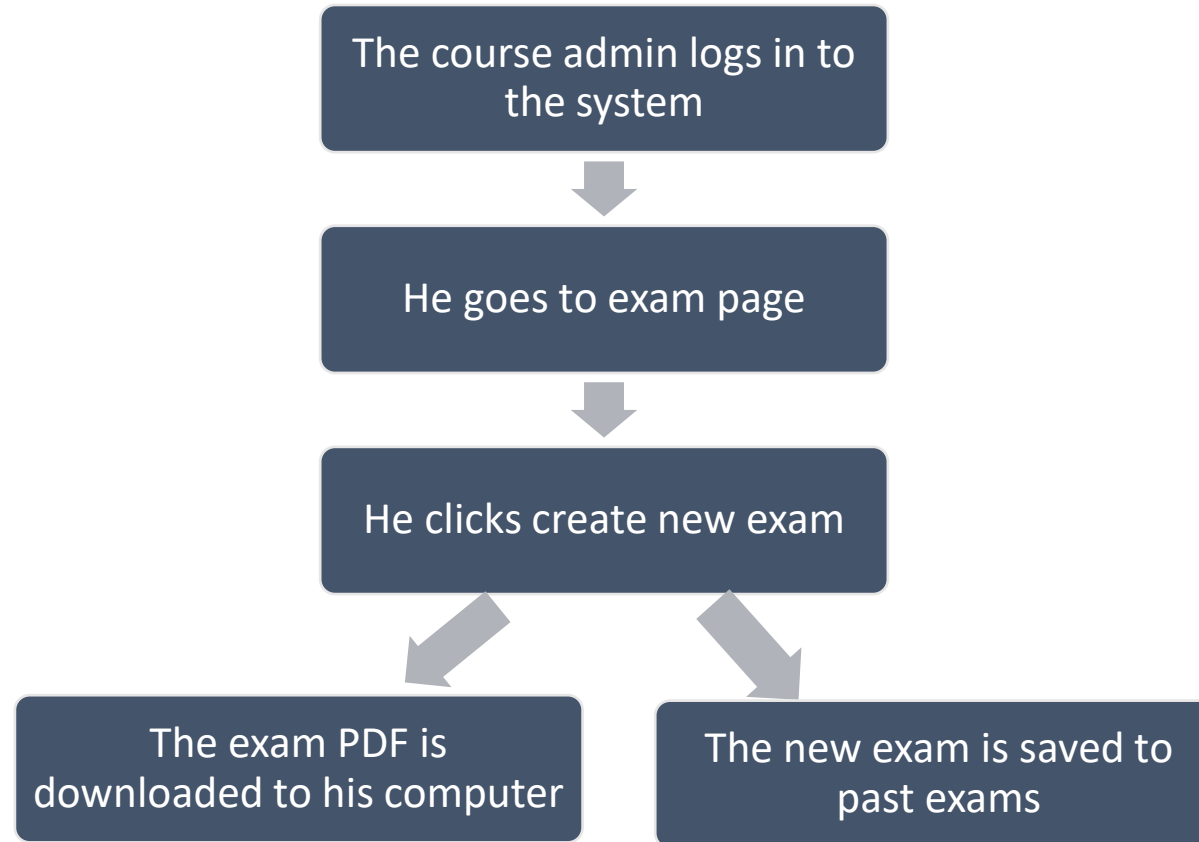 The course admin logs in to
the system
He goes to exam page
He clicks create new exam
The exam PDF is
downloaded to his computer
The new exam is saved to
past exams